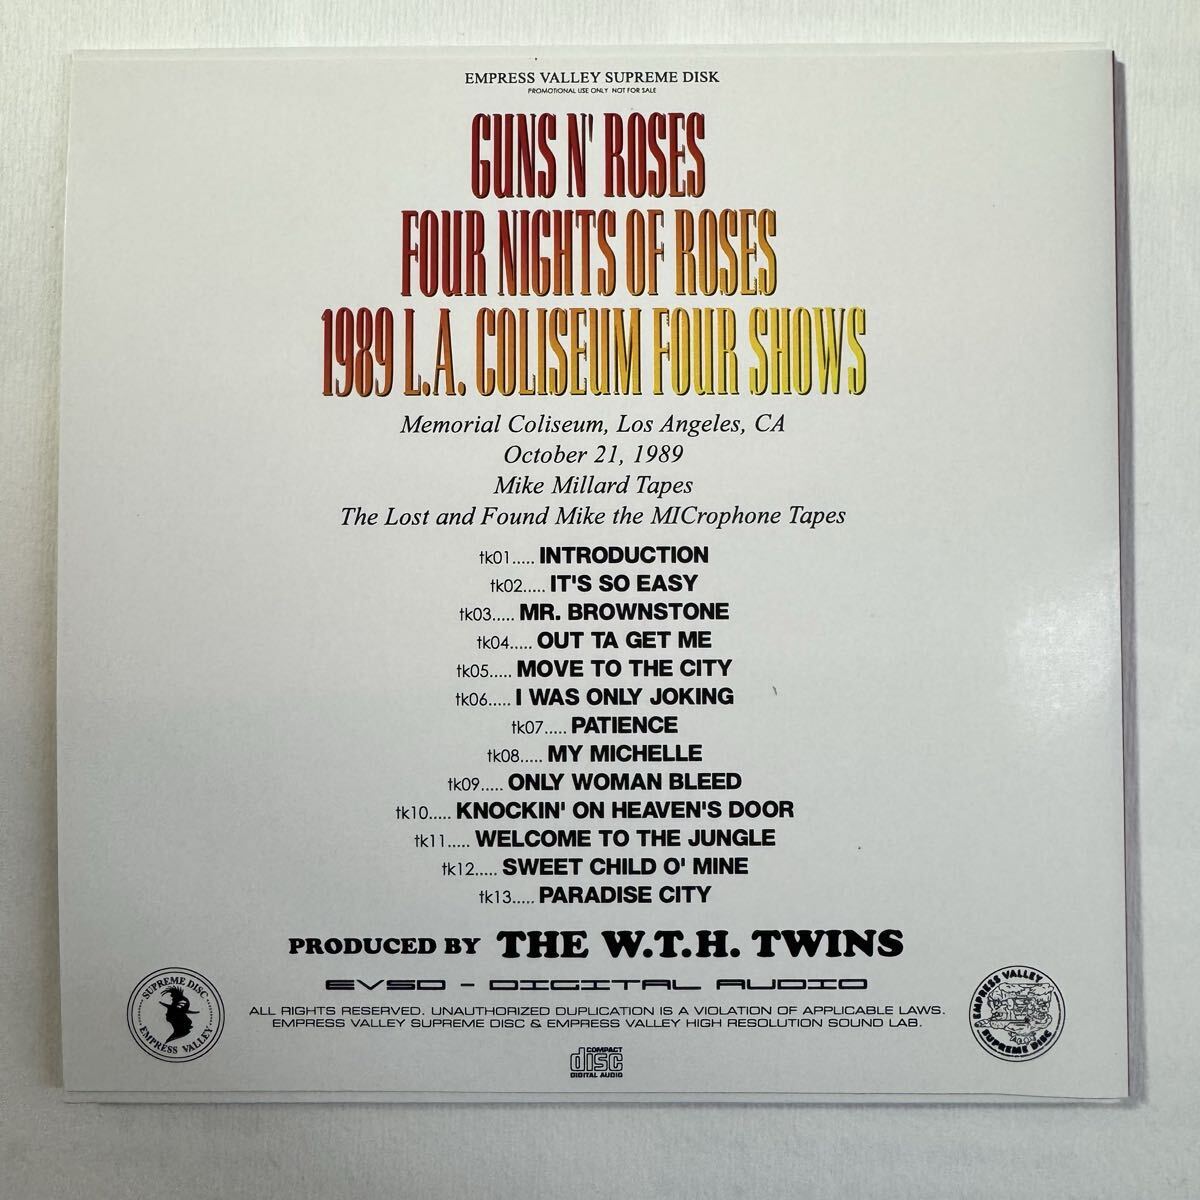 EMPRESS VALLEY SUPREME DISK
PROMOTIONAL USE ONLY NOT FOR SALE
GUNS N' ROSES
FOUR NIGHTS OF ROSES
1989 L.A. COLISEUM FOUR SHOWS
Memorial Coliseum, Los Angeles, CA
October 21, 1989
Mike Millard Tapes
The Lost and Found Mike the MICrophone Tapes
tk01..... INTRODUCTION
tk02..... IT'S SO EASY
tk03..... MR. BROWNSTONE
tk04..... OUT TA GET ME
tk05..... MOVE TO THE CITY
tk06..... I WAS ONLY JOKING
tk07..... PATIENCE
tk08..... MY MICHELLE
tk09..... ONLY WOMAN BLEED
tk10..... KNOCKIN' ON HEAVEN'S DOOR
tk11..... WELCOME TO THE JUNGLE
tk12..... SWEET CHILD O' MINE
tk13..... PARADISE CITY
PRODUCED BY THE W.T.H. TWINS
EVSD - DIGITAL AUDIO
ALL RIGHTS RESERVED. UNAUTHORIZED DUPLICATION IS A VIOLATION OF APPLICABLE LAWS.
EMPRESS VALLEY SUPREME DISC & EMPRESS VALLEY HIGH RESOLUTION SOUND LAB.
SUPREME DISC
EMPRESS VALLEY
EMPRESS VALLEY
SUPREME DISC
COMPACT
disc
DIGITAL AUDIO